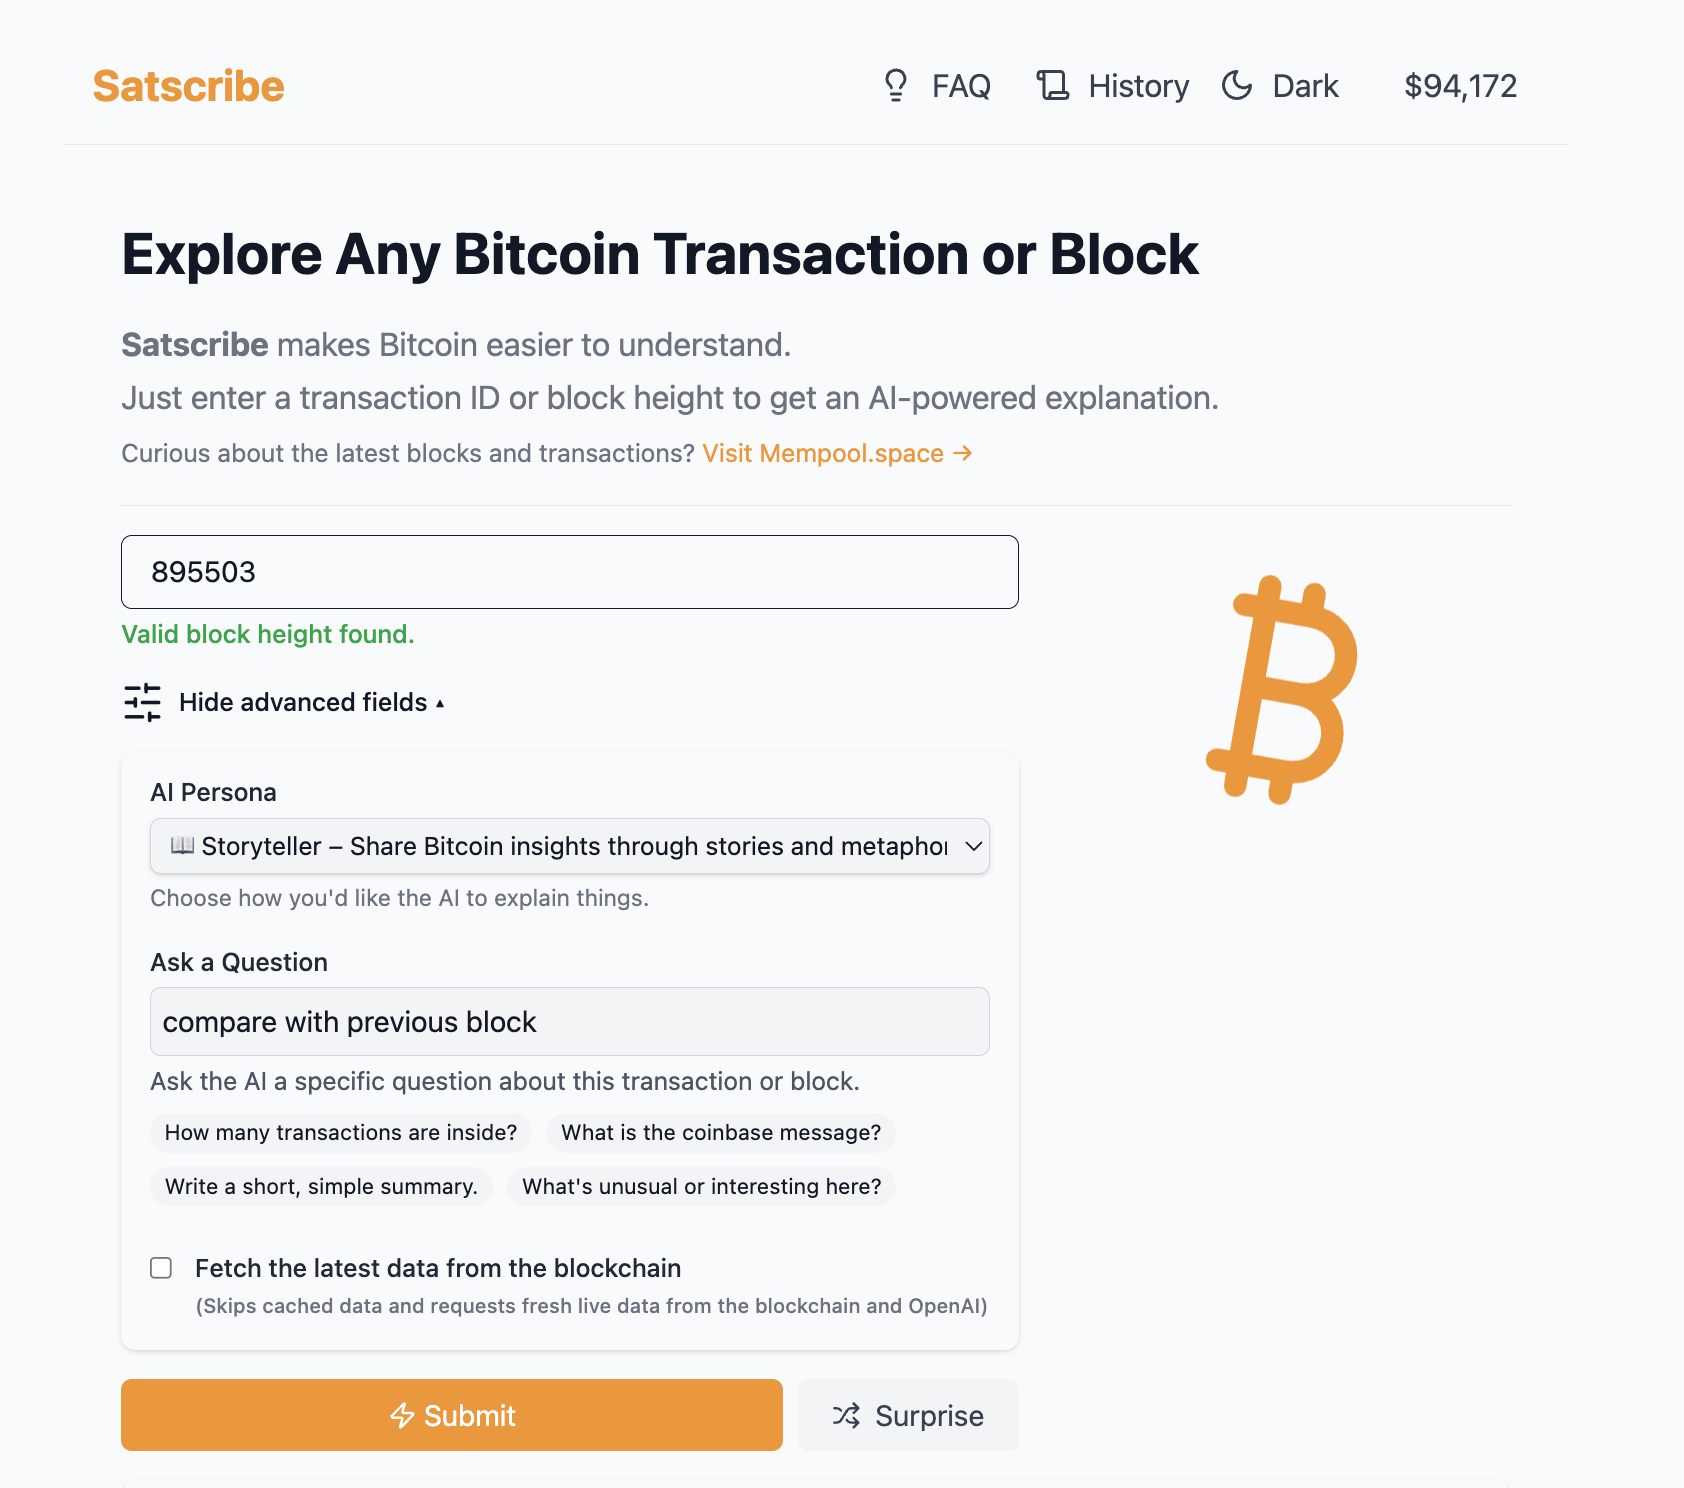 Satscribe
FAQ
History
Dark
$94,172
Explore Any Bitcoin Transaction or Block
Satscribe makes Bitcoin easier to understand.
Just enter a transaction ID or block height to get an AI-powered explanation.
Curious about the latest blocks and transactions? Visit Mempool.space →
895503
Valid block height found.
Hide advanced fields ▴
AI Persona
📖 Storyteller – Share Bitcoin insights through stories and metaphor
Choose how you'd like the AI to explain things.
Ask a Question
compare with previous block
Ask the AI a specific question about this transaction or block.
How many transactions are inside?
What is the coinbase message?
Write a short, simple summary.
What's unusual or interesting here?
Fetch the latest data from the blockchain
(Skips cached data and requests fresh live data from the blockchain and OpenAI)
Submit
Surprise